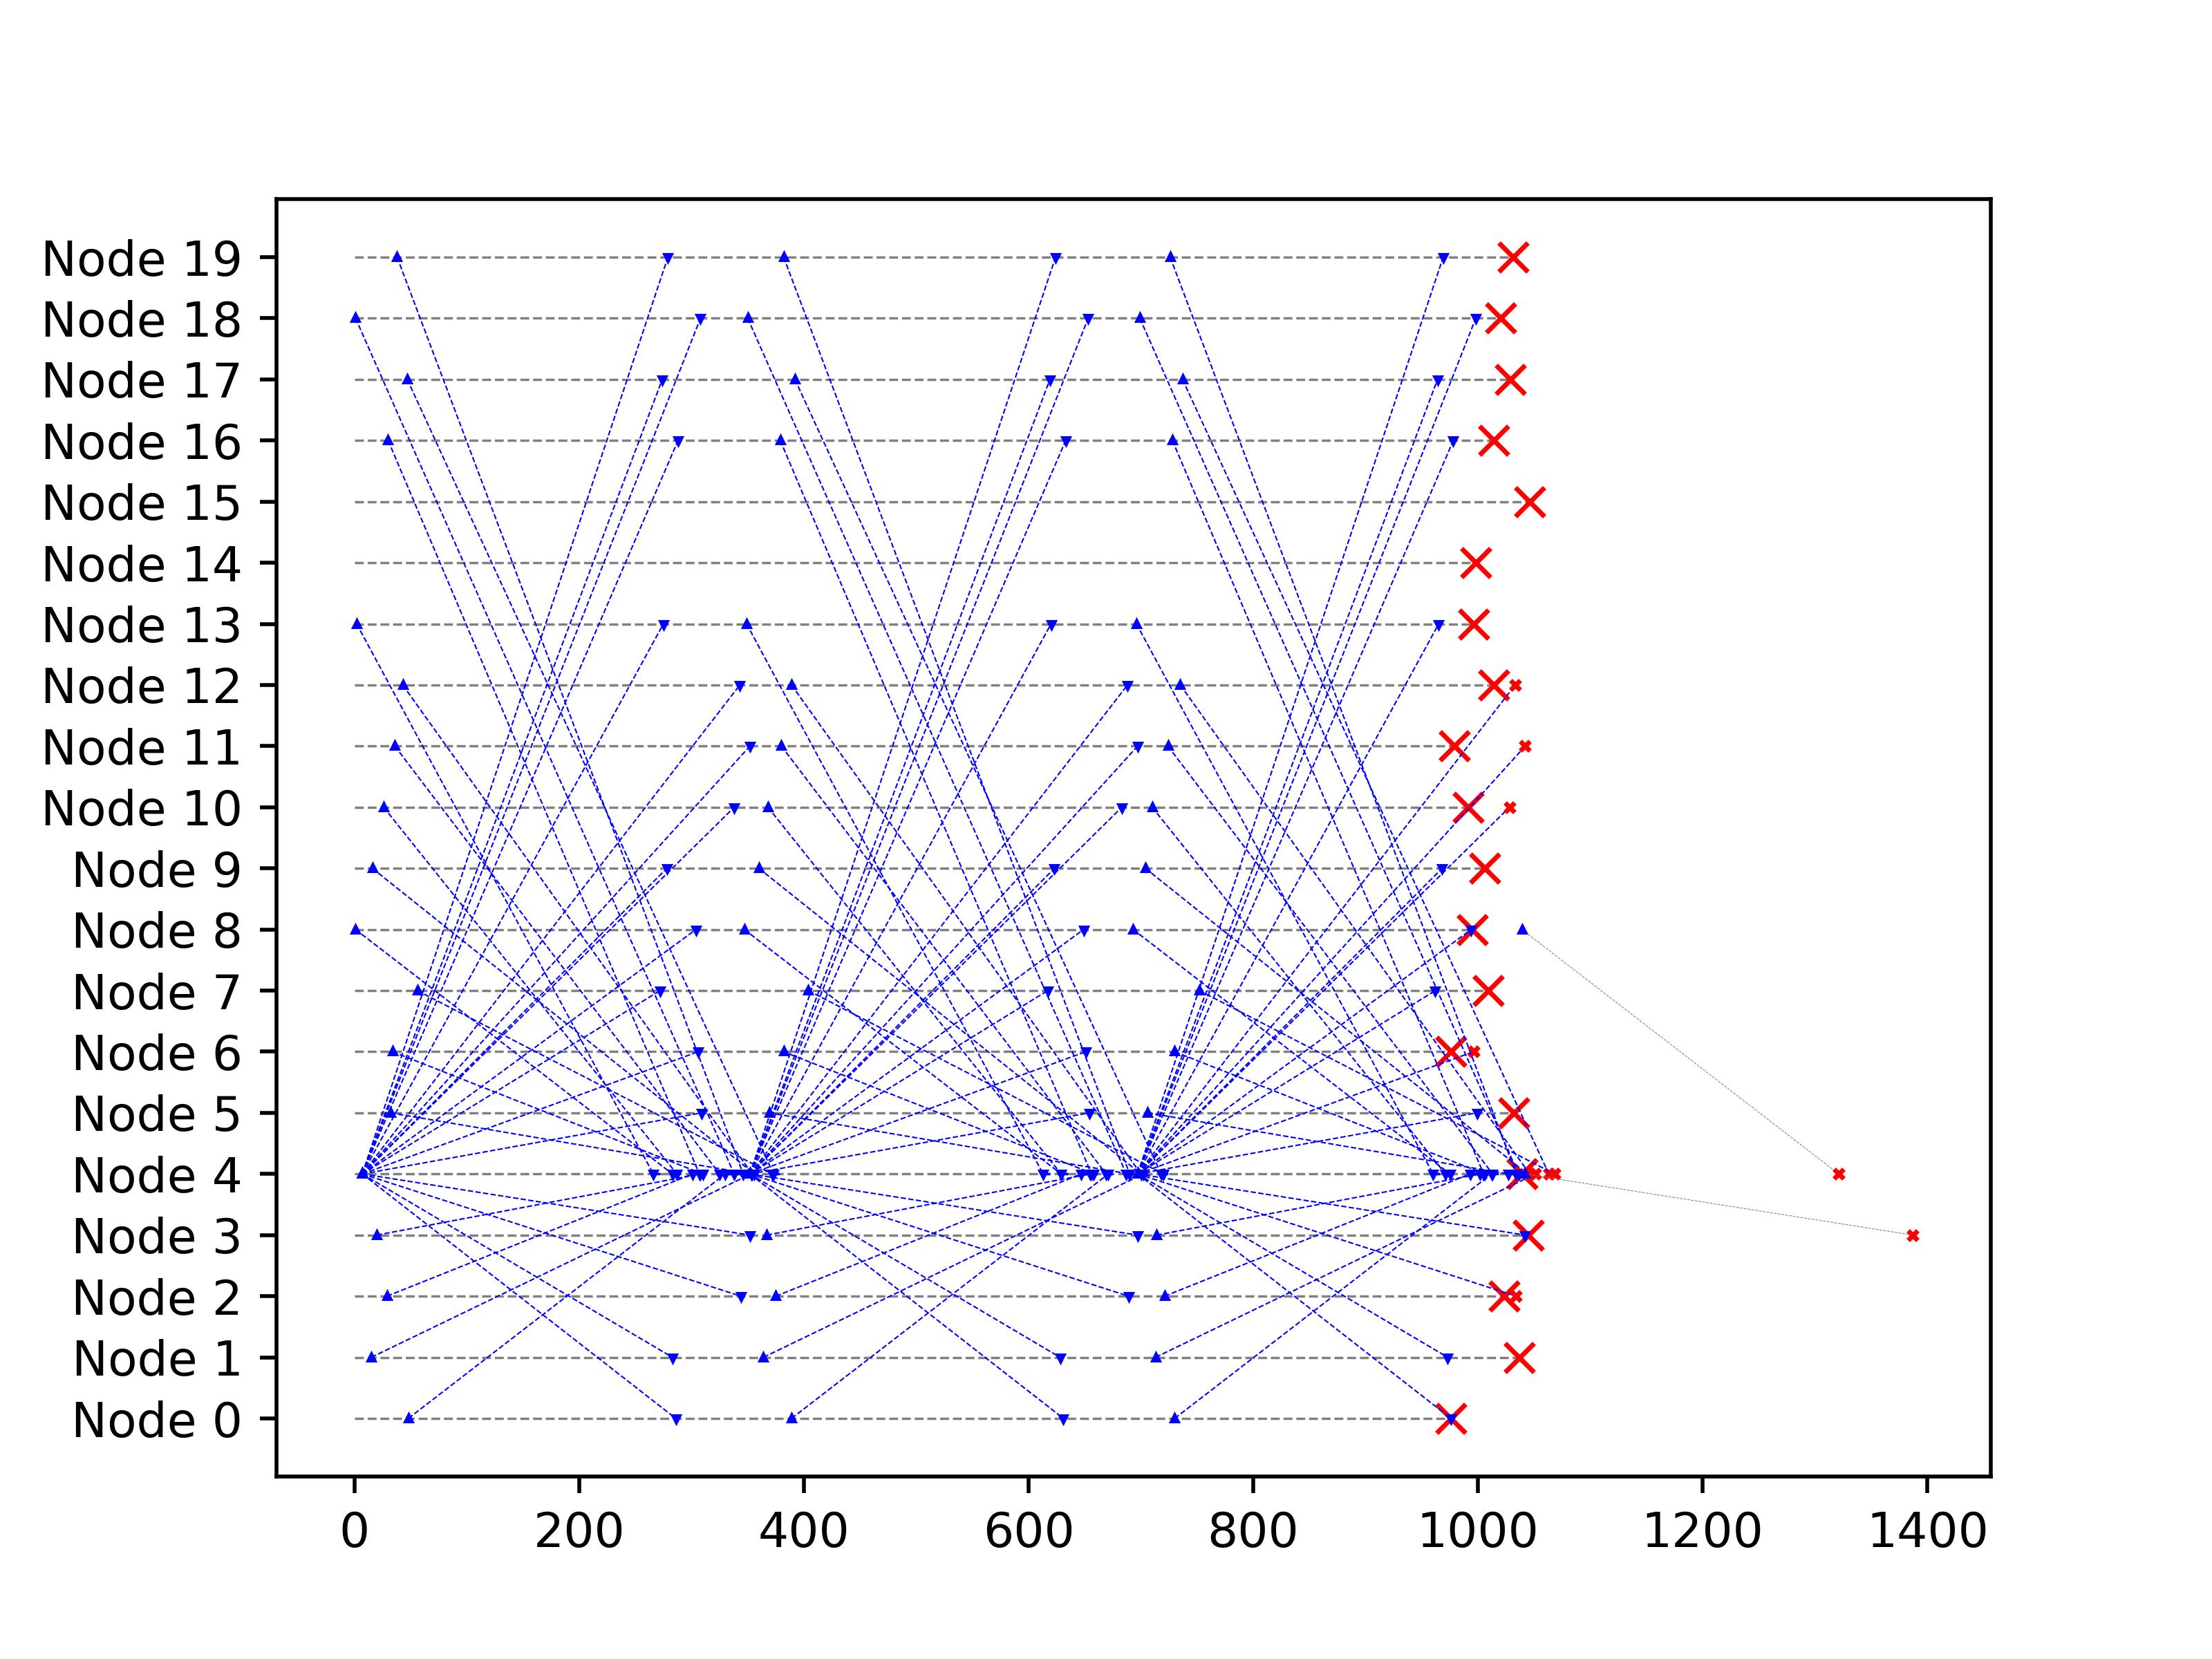 Node 19
Node 18
Node 17
Node 16
Node 15
Node 14
Node 13
Node 12
Node 11
Node 10
Node 9
Node 8
Node 7
Node 6
Node 5
Node 4
Node 3
Node 2
Node 1
Node 0
0 200 400 600 800 1000 1200 1400